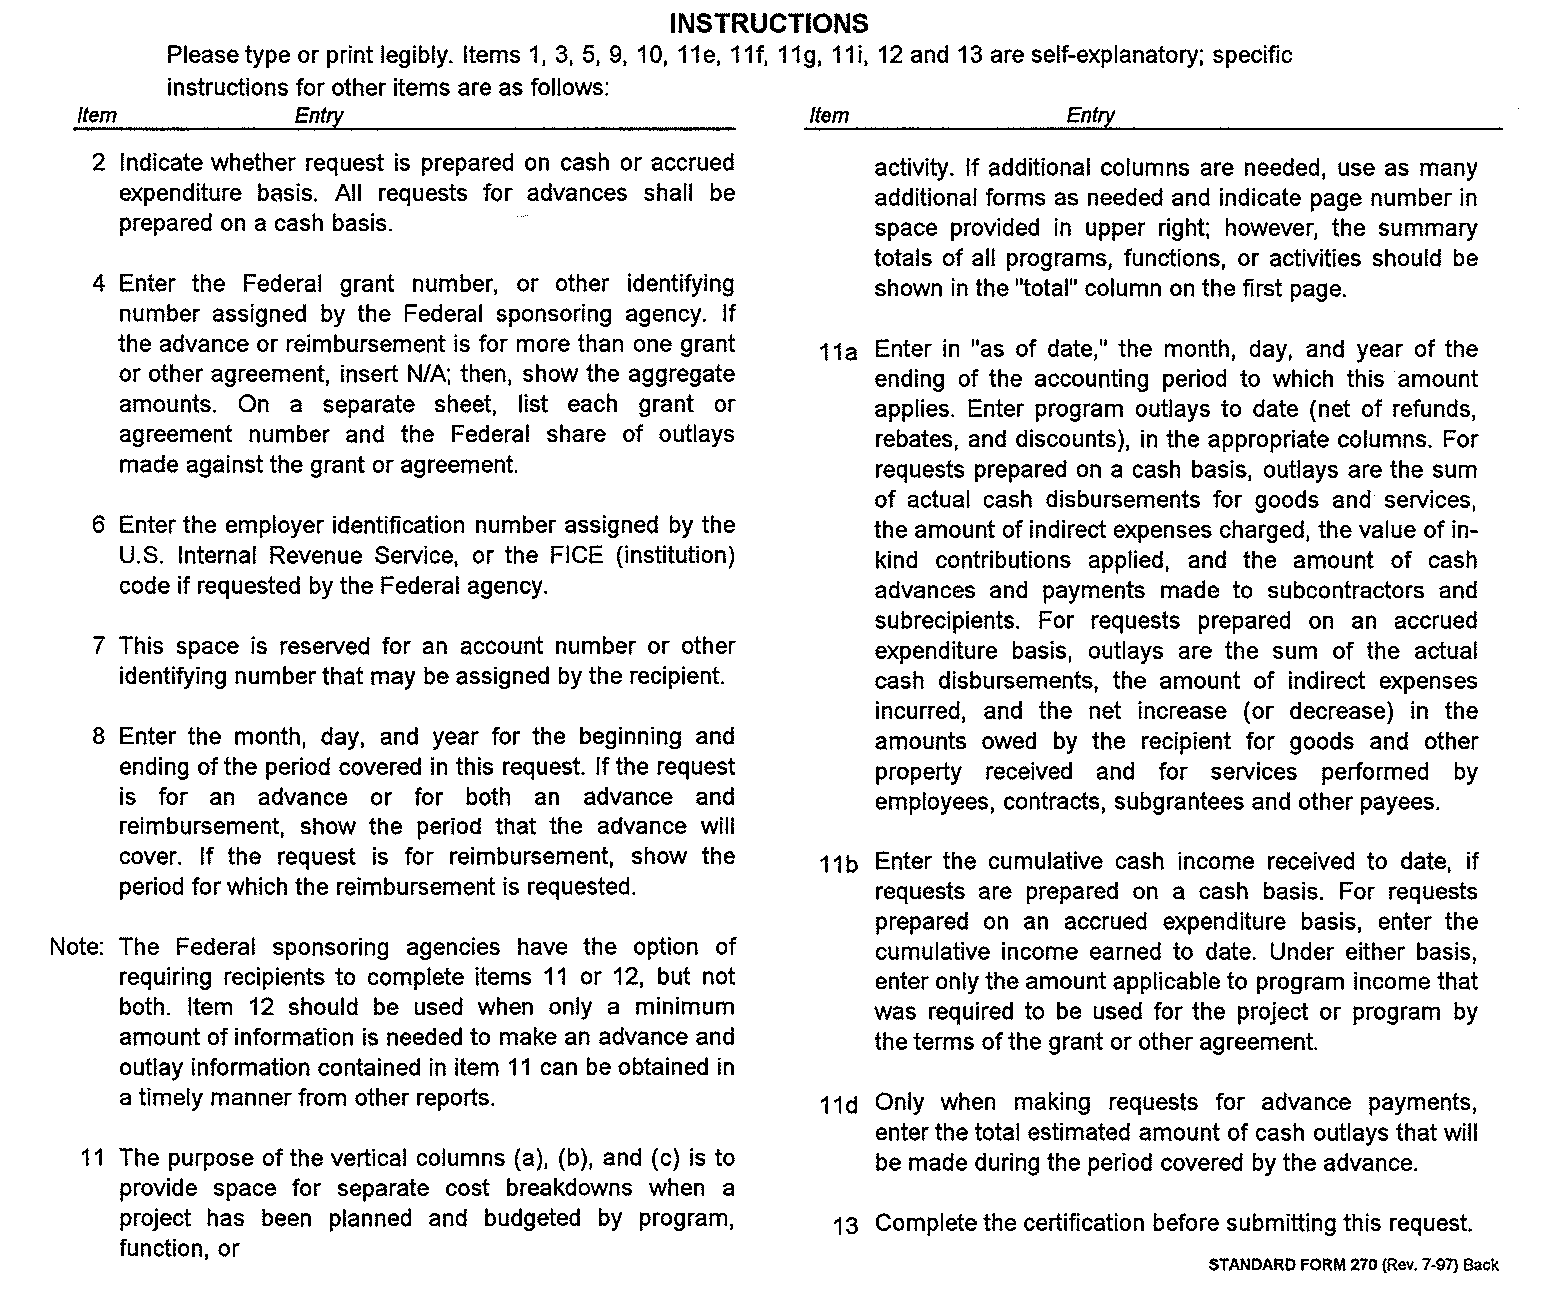 INSTRUCTIONS
Please type or print legibly. Items 1, 3, 5, 9, 10, 11e, 11f, 11g, 11i, 12 and 13 are self-explanatory; specific
instructions for other items are as follows:
Item Entry
2 Indicate whether request is prepared on cash or accrued
expenditure basis. All requests for advances shall be
prepared on a cash basis.
4 Enter the Federal grant number, or other identifying
number assigned by the Federal sponsoring agency. If
the advance or reimbursement is for more than one grant
or other agreement, insert N/A; then, show the aggregate
amounts. On a separate sheet, list each grant or
agreement number and the Federal share of outlays
made against the grant or agreement.
6 Enter the employer identification number assigned by the
U.S. Internal Revenue Service, or the FICE (institution)
code if requested by the Federal agency.
7 This space is reserved for an account number or other
identifying number that may be assigned by the recipient.
8 Enter the month, day, and year for the beginning and
ending of the period covered in this request. If the request
is for an advance or for both an advance and
reimbursement, show the period that the advance will
cover. If the request is for reimbursement, show the
period for which the reimbursement is requested.
Note: The Federal sponsoring agencies have the option of
requiring recipients to complete items 11 or 12, but not
both. Item 12 should be used when only a minimum
amount of information is needed to make an advance and
outlay information contained in item 11 can be obtained in
a timely manner from other reports.
11 The purpose of the vertical columns (a), (b), and (c) is to
provide space for separate cost breakdowns when a
project has been planned and budgeted by program,
function, or
Item Entry
activity. If additional columns are needed, use as many
additional forms as needed and indicate page number in
space provided in upper right; however, the summary
totals of all programs, functions, or activities should be
shown in the "total" column on the first page.
11a Enter in "as of date," the month, day, and year of the
ending of the accounting period to which this amount
applies. Enter program outlays to date (net of refunds,
rebates, and discounts), in the appropriate columns. For
requests prepared on a cash basis, outlays are the sum
of actual cash disbursements for goods and services,
the amount of indirect expenses charged, the value of in-
kind contributions applied, and the amount of cash
advances and payments made to subcontractors and
subrecipients. For requests prepared on an accrued
expenditure basis, outlays are the sum of the actual
cash disbursements, the amount of indirect expenses
incurred, and the net increase (or decrease) in the
amounts owed by the recipient for goods and other
property received and for services performed by
employees, contracts, subgrantees and other payees.
11b Enter the cumulative cash income received to date, if
requests are prepared on a cash basis. For requests
prepared on an accrued expenditure basis, enter the
cumulative income earned to date. Under either basis,
enter only the amount applicable to program income that
was required to be used for the project or program by
the terms of the grant or other agreement.
11d Only when making requests for advance payments,
enter the total estimated amount of cash outlays that will
be made during the period covered by the advance.
13 Complete the certification before submitting this request.
STANDARD FORM 270 (Rev. 7-97) Back